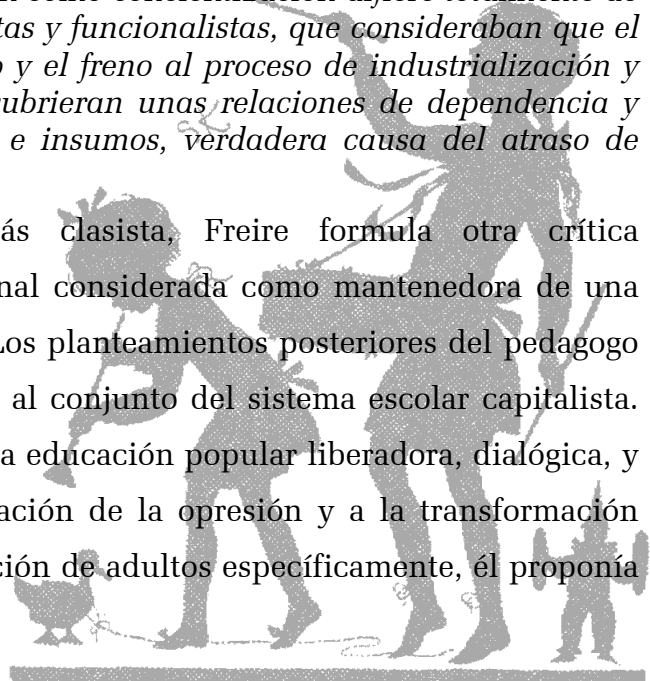 tas y funcionalistas, que consideraban que el
o y el freno al proceso de industrialización y
cubrieran unas relaciones de dependencia y
e insumos, verdadera causa del atraso de
ás clasista, Freire formula otra crítica
nal considerada como mantenedora de una
Los planteamientos posteriores del pedagogo
al conjunto del sistema escolar capitalista.
a educación popular liberadora, dialógica, y
ación de la opresión y a la transformación
ción de adultos específicamente, él proponía